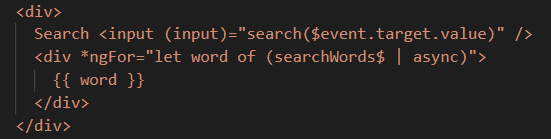 <div>
Search <input (input)="search($event.target.value)" />
<div *ngFor="let word of (searchWords$ | async)">
{{ word }}
</div>
</div>